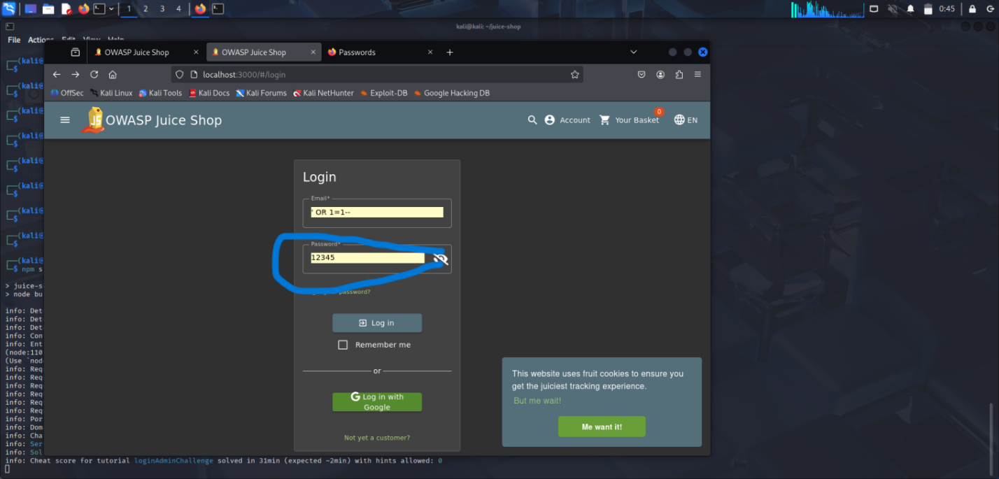 1 2 3 4
0:45
kali@kali: ~/juice-shop
File Actions Edit View Help
OWASP Juice Shop
OWASP Juice Shop
Passwords
localhost:3000/#/login
OffSec Kali Linux Kali Tools Kali Docs Kali Forums Kali NetHunter Exploit-DB Google Hacking DB
OWASP Juice Shop
Account
0
Your Basket
EN
Login
Email*
' OR 1=1--
Password*
12345
password?
Log in
Remember me
or
G Log in with
Google
Not yet a customer?
This website uses fruit cookies to ensure you
get the juiciest tracking experience.
But me wait!
Me want it!
(kali@
$
(kali@
$
(kali@
$
(kali@
$
(kali@
$
(kali@
$
(kali@
$
(kali@
$
(kali@
$ npm s
> juice-s
> node bu
info: Det
info: Det
info: Det
info: Con
info: Ent
(node:110
(Use `nod
info: Req
info: Req
info: Req
info: Req
info: Req
info: Req
info: Por
info: Dom
info: Cha
info: Ser
info: Sol
info: Cheat score for tutorial loginAdminChallenge solved in 31min (expected ~2min) with hints allowed: 0